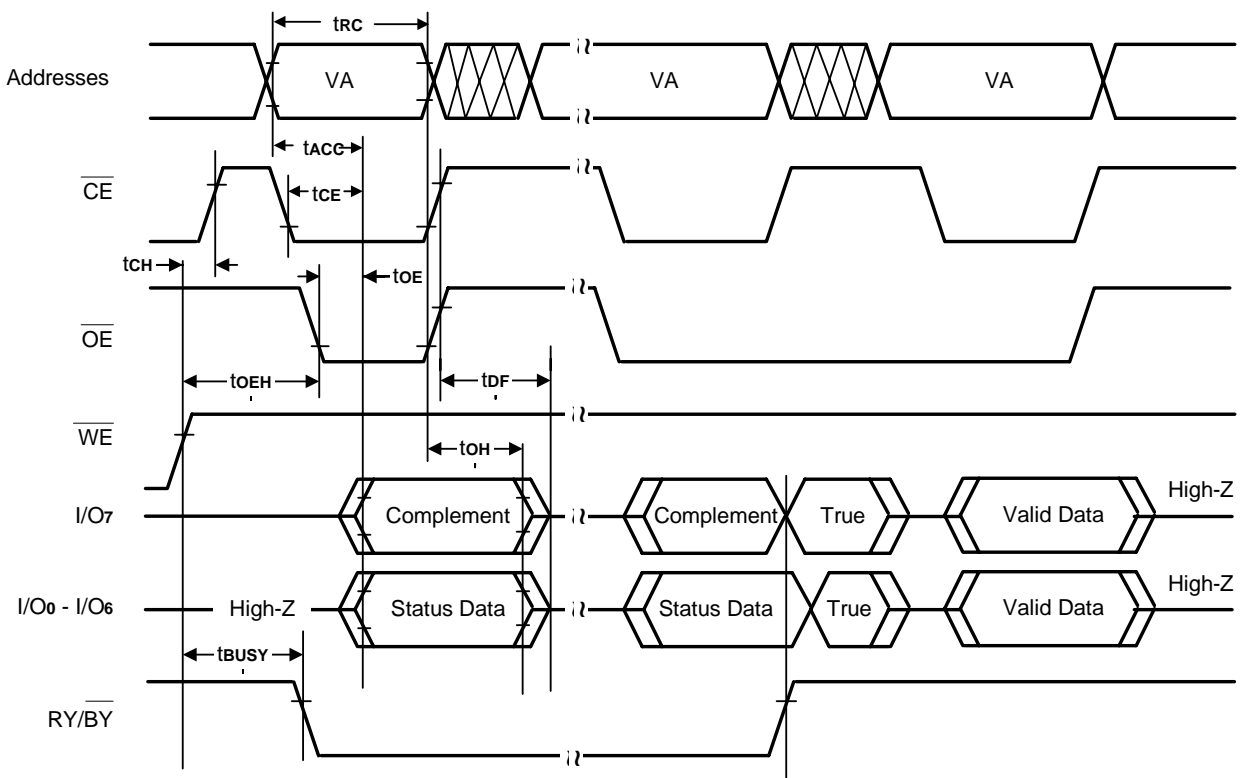 tRC
Addresses VA VA VA
tACC
CE tCE
tCH tOE
OE
tOEH tDF
WE
tOH
I/O7 Complement Complement True Valid Data High-Z
I/O0 - I/O6 High-Z Status Data Status Data True Valid Data High-Z
tBUSY
RY/BY